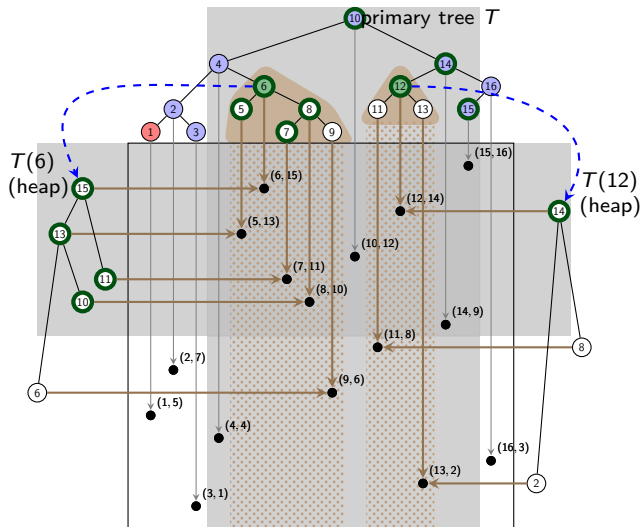 10 primary tree T
4 14
6 12 16
2 5 8 11 13 15
1 3 7 9
(15, 16)
T(6)
(heap)
T(12)
(heap)
15 (6, 15)
(12, 14) 14
13 (5, 13)
(10, 12)
11 (7, 11)
10 (8, 10)
(14, 9)
(11, 8) 8
(2, 7)
6 (9, 6)
(1, 5)
(4, 4)
(16, 3)
(13, 2) 2
(3, 1)